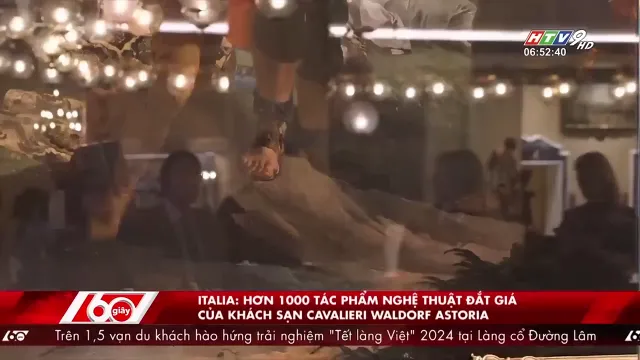 HTV9 HD
06:52:40
60 giây
ITALIA: HƠN 1000 TÁC PHẨM NGHỆ THUẬT ĐẮT GIÁ
CỦA KHÁCH SẠN CAVALIERI WALDORF ASTORIA
60 giây
Trên 1,5 vạn du khách hào hứng trải nghiệm "Tết làng Việt" 2024 tại Làng cổ Đường Lâm